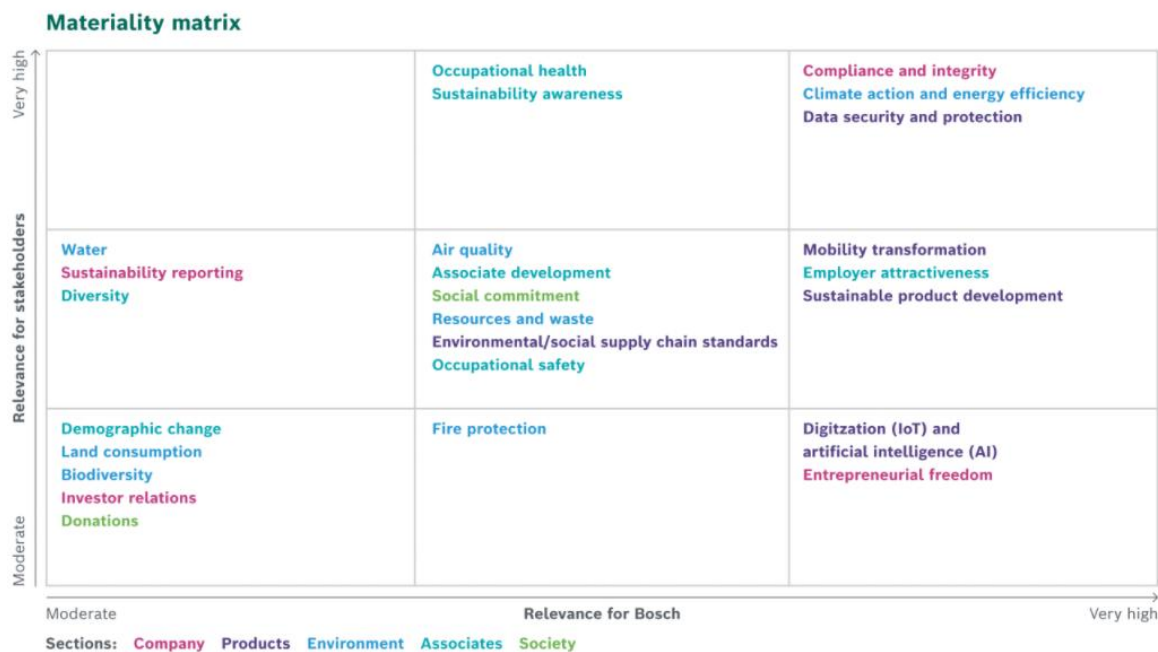 Materiality matrix
Very high
Relevance for stakeholders
Moderate
Occupational health
Sustainability awareness
Compliance and integrity
Climate action and energy efficiency
Data security and protection
Water
Sustainability reporting
Diversity
Air quality
Associate development
Social commitment
Resources and waste
Environmental/social supply chain standards
Occupational safety
Mobility transformation
Employer attractiveness
Sustainable product development
Demographic change
Land consumption
Biodiversity
Investor relations
Donations
Fire protection
Digitzation (IoT) and
artificial intelligence (AI)
Entrepreneurial freedom
Moderate
Relevance for Bosch
Very high
Sections: Company Products Environment Associates Society